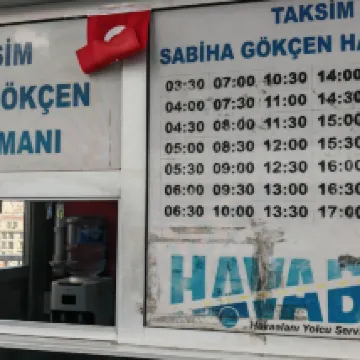 SİM
ÖKÇEN
MANI
TAKSİM
SABİHA GÖKÇEN HA
03:30 07:00 10:30 14:00
04:00 07:30 11:00 14:30
04:30 08:00 11:30 15:00
05:00 08:30 12:00 15:30
05:30 09:00 12:30 16:00
06:00 09:30 13:00 16:30
06:30 10:00 13:30 17:00
HAVAB
Havaalanı Yolcu Serv